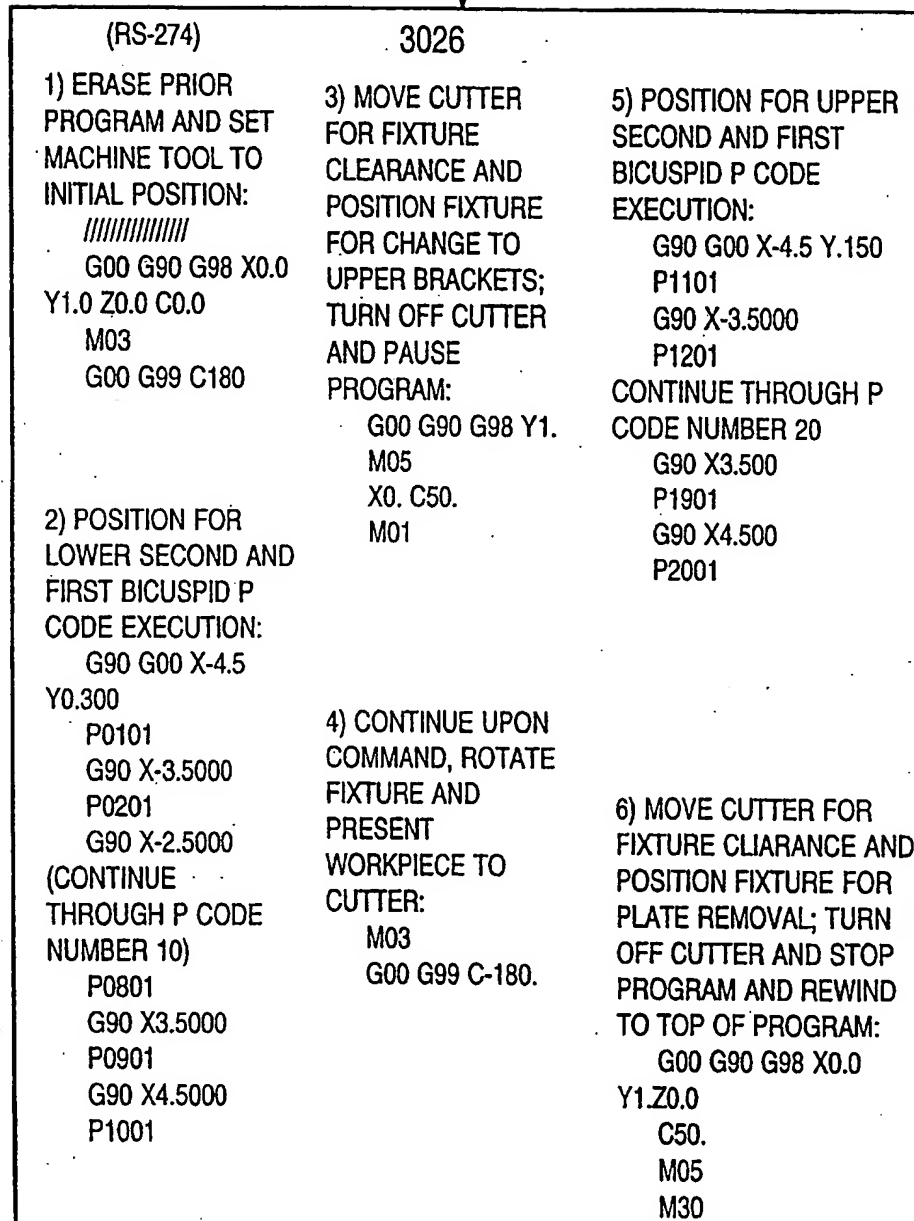 (RS-274)
3026
1) ERASE PRIOR
PROGRAM AND SET
MACHINE TOOL TO
INITIAL POSITION:
////////////////
G00 G90 G98 X0.0
Y1.0 Z0.0 C0.0
M03
G00 G99 C180
2) POSITION FOR
LOWER SECOND AND
FIRST BICUSPID P
CODE EXECUTION:
G90 G00 X-4.5
Y0.300
P0101
G90 X-3.5000
P0201
G90 X-2.5000
(CONTINUE
THROUGH P CODE
NUMBER 10)
P0801
G90 X3.5000
P0901
G90 X4.5000
P1001
3) MOVE CUTTER
FOR FIXTURE
CLEARANCE AND
POSITION FIXTURE
FOR CHANGE TO
UPPER BRACKETS;
TURN OFF CUTTER
AND PAUSE
PROGRAM:
G00 G90 G98 Y1.
M05
X0. C50.
M01
4) CONTINUE UPON
COMMAND, ROTATE
FIXTURE AND
PRESENT
WORKPIECE TO
CUTTER:
M03
G00 G99 C-180.
5) POSITION FOR UPPER
SECOND AND FIRST
BICUSPID P CODE
EXECUTION:
G90 G00 X-4.5 Y.150
P1101
G90 X-3.5000
P1201
CONTINUE THROUGH P
CODE NUMBER 20
G90 X3.500
P1901
G90 X4.500
P2001
6) MOVE CUTTER FOR
FIXTURE CLIARANCE AND
POSITION FIXTURE FOR
PLATE REMOVAL; TURN
OFF CUTTER AND STOP
PROGRAM AND REWIND
TO TOP OF PROGRAM:
G00 G90 G98 X0.0
Y1.Z0.0
C50.
M05
M30